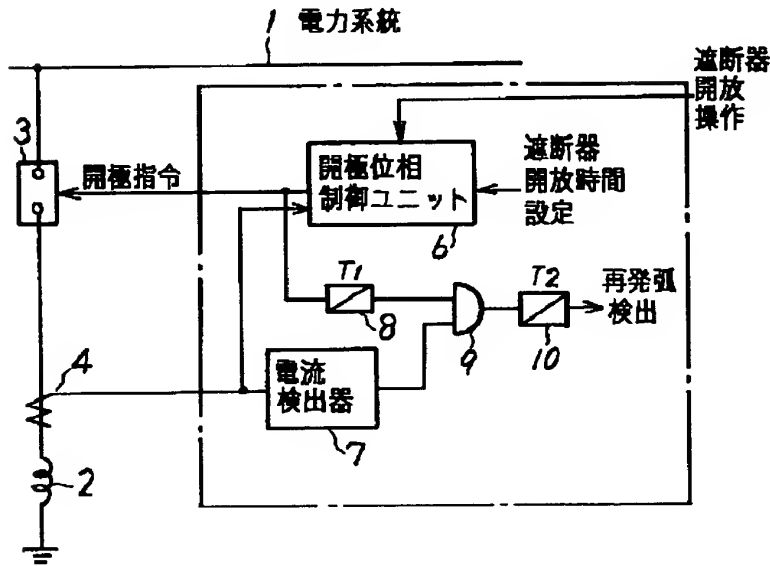 1 電力系統
遮断器
開放
操作
3
開極指令
開極位相
制御ユニット
6
遮断器
開放時間
設定
T1
8
9
T2
10
再発弧
検出
4
電流
検出器
7
2